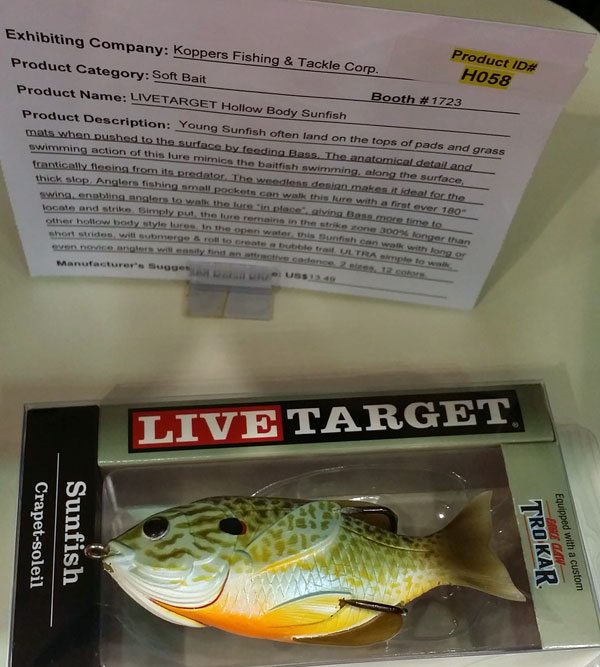 Exhibiting Company: Koppers Fishing & Tackle Corp.
Product ID#
H058
Product Category: Soft Bait
Booth # 1723
Product Name: LIVETARGET Hollow Body Sunfish
Product Description: Young Sunfish often land on the tops of pads and grass
mats when pushed to the surface by feeding Bass. The anatomical detail and
swimming action of this lure mimics the baitfish swimming, along the surface,
frantically fleeing from its predator. The weedless design makes it ideal for the
thick slop. Anglers fishing small pockets can walk this lure with a first ever 180°
swing, enabling anglers to walk the lure "in place", giving Bass more time to
locate and strike. Simply put, the lure remains in the strike zone 300% longer than
other hollow body style lures. In the open water, this Sunfish can walk with long or
short strides, will submerge & roll to create a bubble trail. ULTRA simple to walk,
even novice anglers will easily find an attractive cadence. 2 sizes, 12 colors.
Manufacturer's Sugges e: US$13.49
LIVETARGET®
Sunfish
Crapet-soleil
Equipped with a custom
EAGLE CLAW
TROKAR